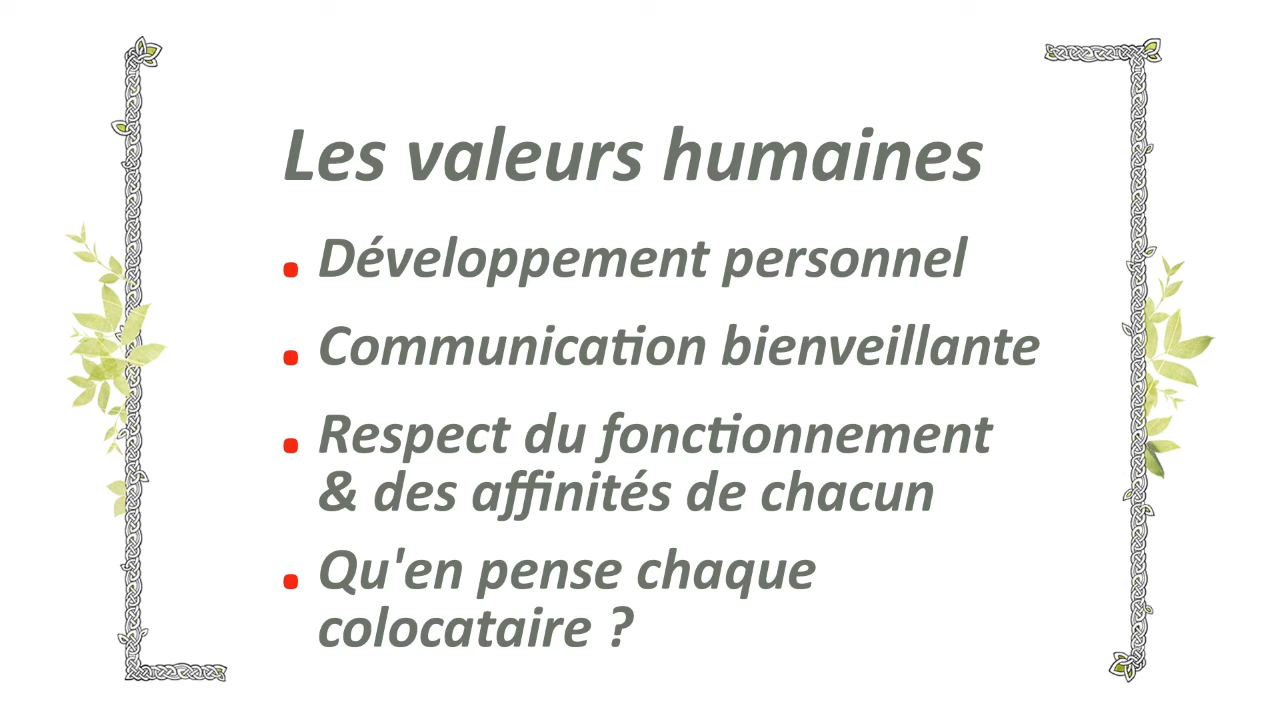 Les valeurs humaines
. Développement personnel
. Communication bienveillante
. Respect du fonctionnement
& des affinités de chacun
. Qu'en pense chaque
colocataire ?